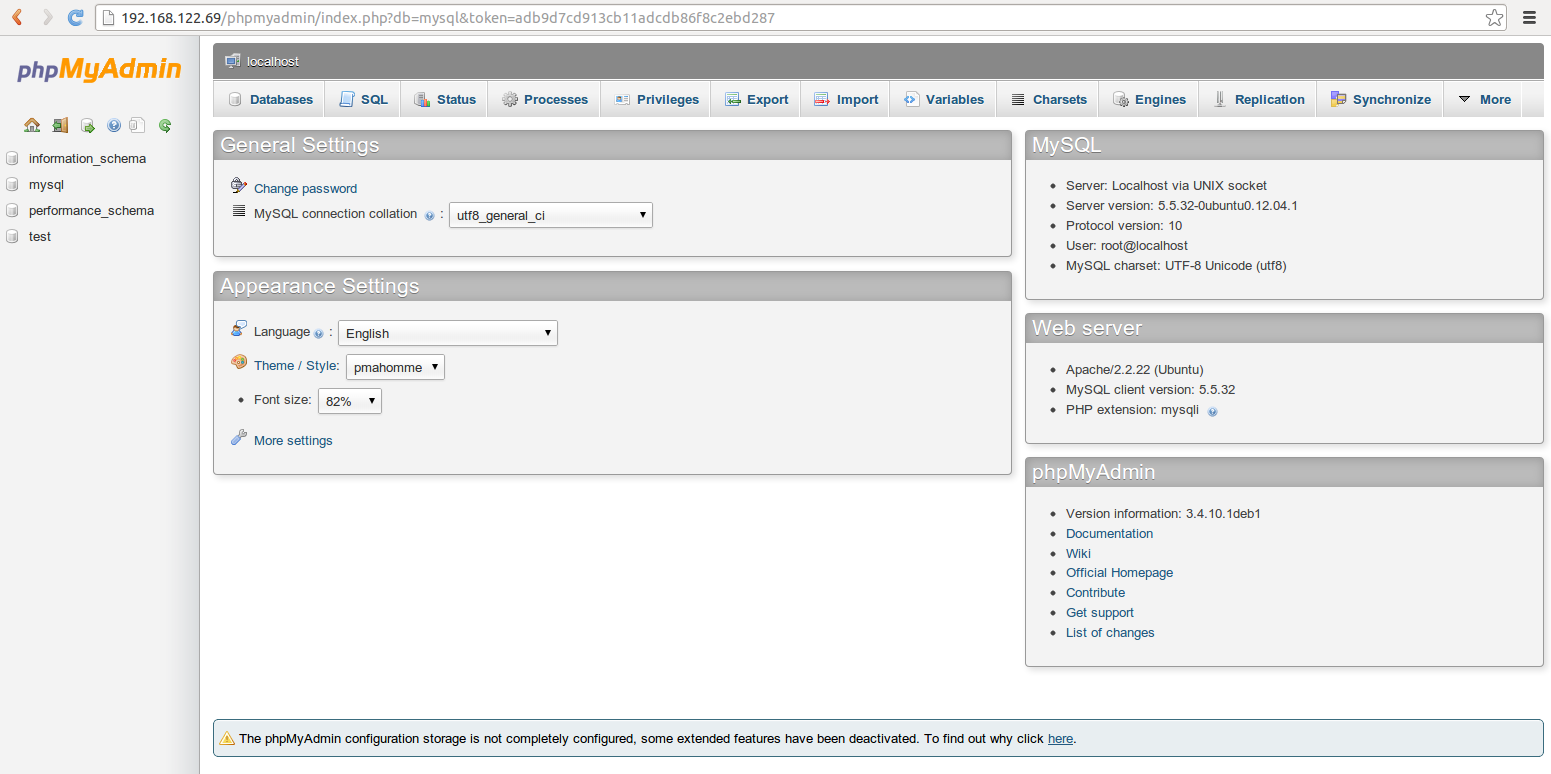 192.168.122.69/phpmyadmin/index.php?db=mysql&token=adb9d7cd913cb11adcdb86f8c2ebd287
phpMyAdmin
information_schema
mysql
performance_schema
test
localhost
Databases SQL Status Processes Privileges Export Import Variables Charsets Engines Replication Synchronize More
General Settings
Change password
MySQL connection collation : utf8_general_ci
Appearance Settings
Language : English
Theme / Style: pmahomme
• Font size: 82%
More settings
MySQL
• Server: Localhost via UNIX socket
• Server version: 5.5.32-0ubuntu0.12.04.1
• Protocol version: 10
• User: root@localhost
• MySQL charset: UTF-8 Unicode (utf8)
Web server
• Apache/2.2.22 (Ubuntu)
• MySQL client version: 5.5.32
• PHP extension: mysqli
phpMyAdmin
• Version information: 3.4.10.1deb1
• Documentation
• Wiki
• Official Homepage
• Contribute
• Get support
• List of changes
The phpMyAdmin configuration storage is not completely configured, some extended features have been deactivated. To find out why click here.